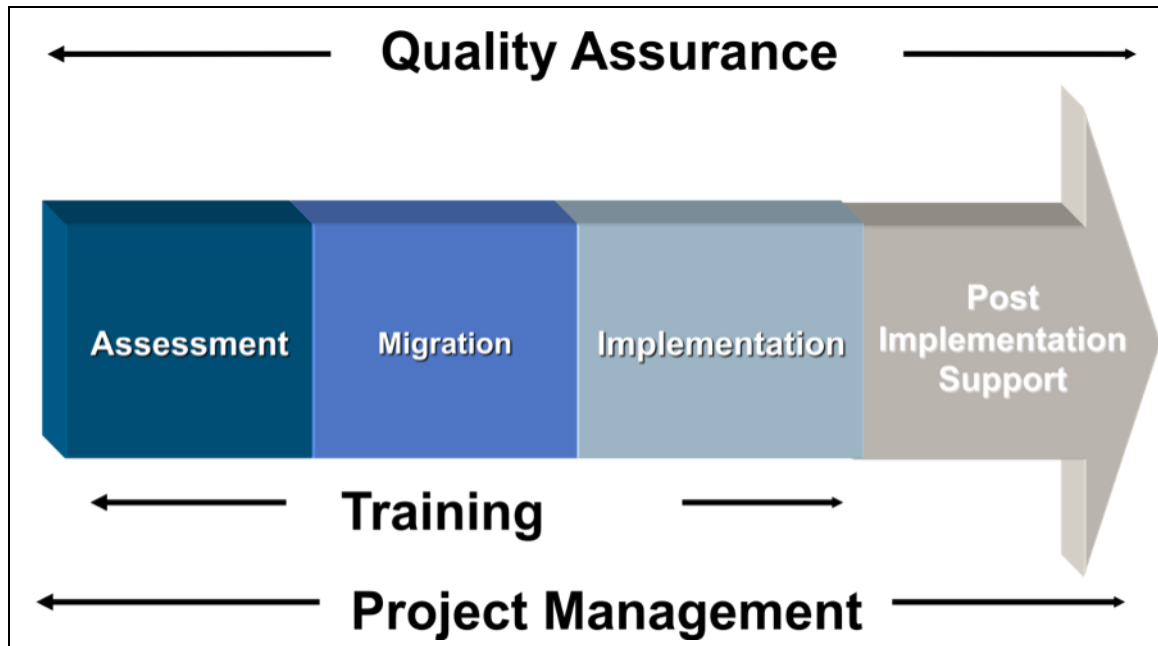 Quality Assurance
Assessment
Migration
Implementation
Post
Implementation
Support
Training
Project Management